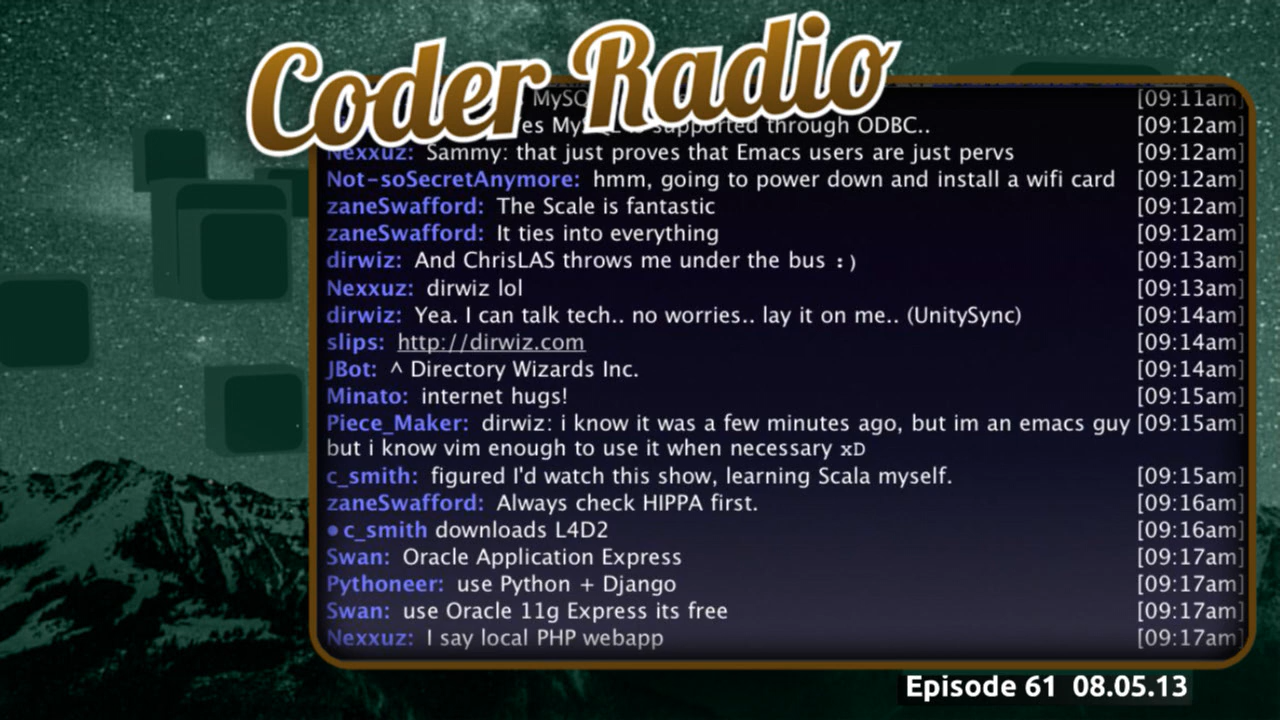 Coder Radio
MySQ [09:11am]
es My supported through ODBC.. [09:12am]
Nexxuz: Sammy: that just proves that Emacs users are just pervs [09:12am]
Not-soSecretAnymore: hmm, going to power down and install a wifi card [09:12am]
zaneSwafford: The Scale is fantastic [09:12am]
zaneSwafford: It ties into everything [09:12am]
dirwiz: And ChrisLAS throws me under the bus :) [09:13am]
Nexxuz: dirwiz lol [09:13am]
dirwiz: Yea. I can talk tech.. no worries.. lay it on me.. (UnitySync) [09:14am]
slips: http://dirwiz.com [09:14am]
JBot: ^ Directory Wizards Inc. [09:14am]
Minato: internet hugs! [09:15am]
Piece_Maker: dirwiz: i know it was a few minutes ago, but im an emacs guy [09:15am]
but i know vim enough to use it when necessary xD
c_smith: figured I'd watch this show, learning Scala myself. [09:15am]
zaneSwafford: Always check HIPPA first. [09:16am]
•c_smith downloads L4D2 [09:16am]
Swan: Oracle Application Express [09:17am]
Pythoneer: use Python + Django [09:17am]
Swan: use Oracle 11g Express its free [09:17am]
Nexxuz: I say local PHP webapp [09:17am]
Episode 61 08.05.13